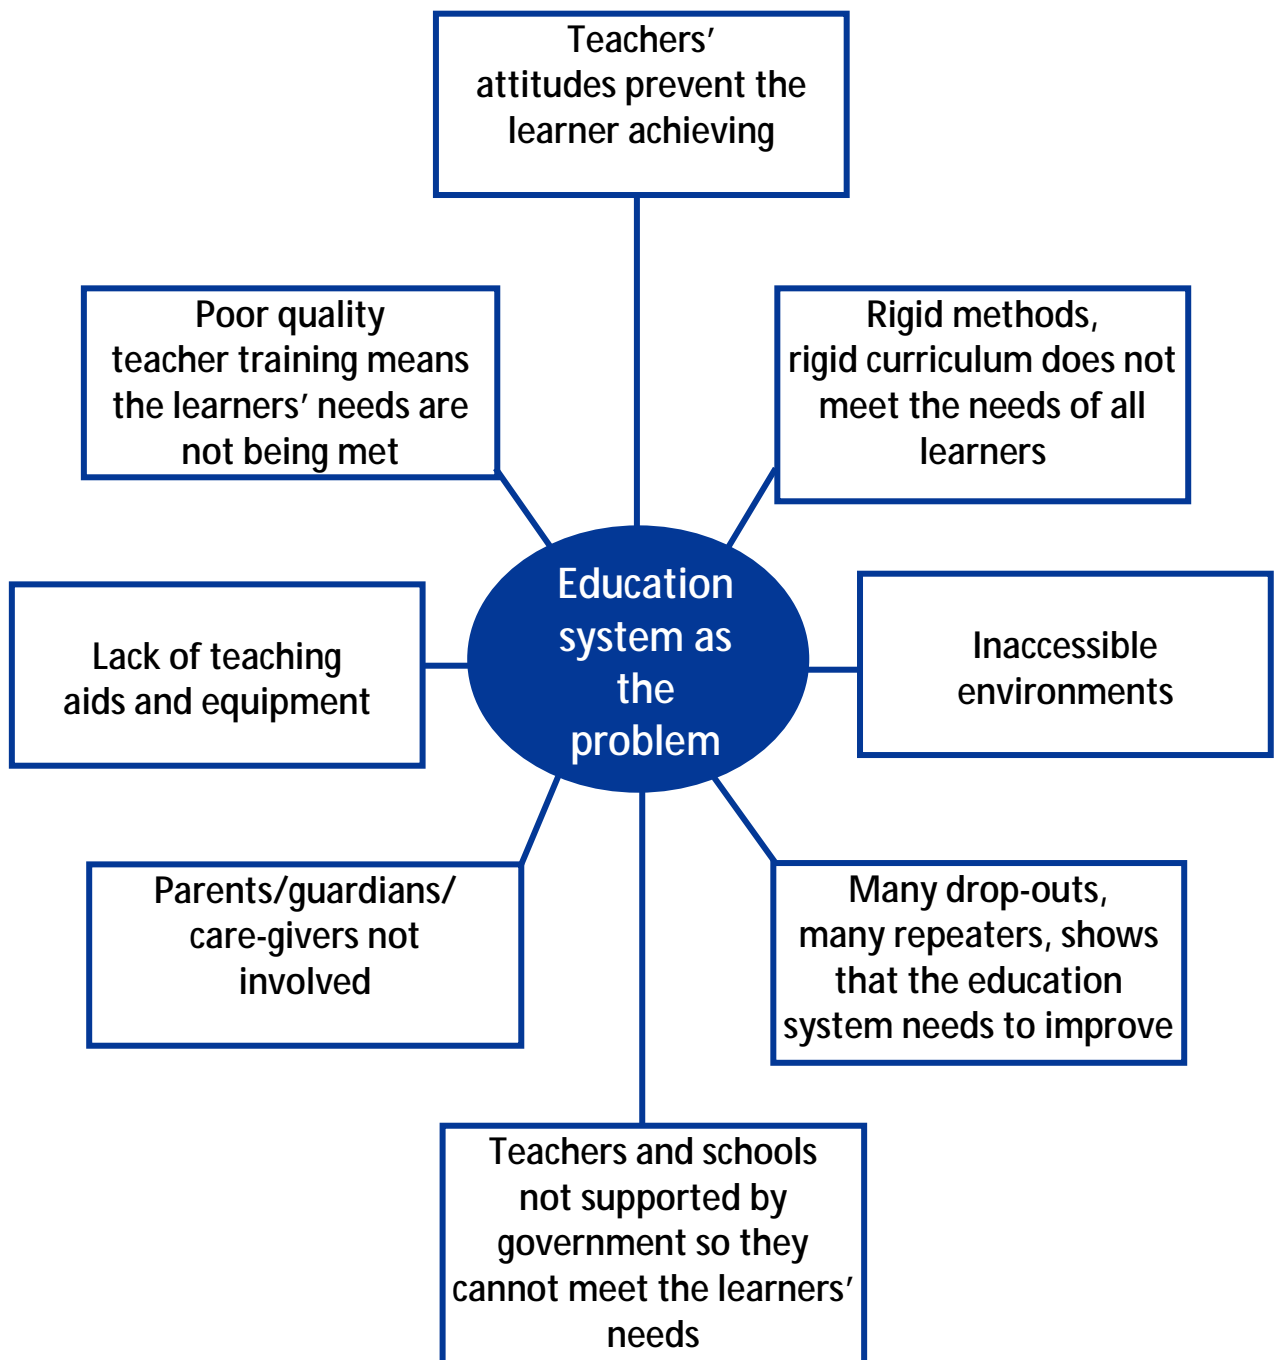 Teachers’
attitudes prevent the
learner achieving
Poor quality
teacher training means
the learners’ needs are
not being met
Rigid methods,
rigid curriculum does not
meet the needs of all
learners
Education
system as
the
problem
Lack of teaching
aids and equipment
Inaccessible
environments
Parents/guardians/
care-givers not
involved
Many drop-outs,
many repeaters, shows
that the education
system needs to improve
Teachers and schools
not supported by
government so they
cannot meet the learners’
needs